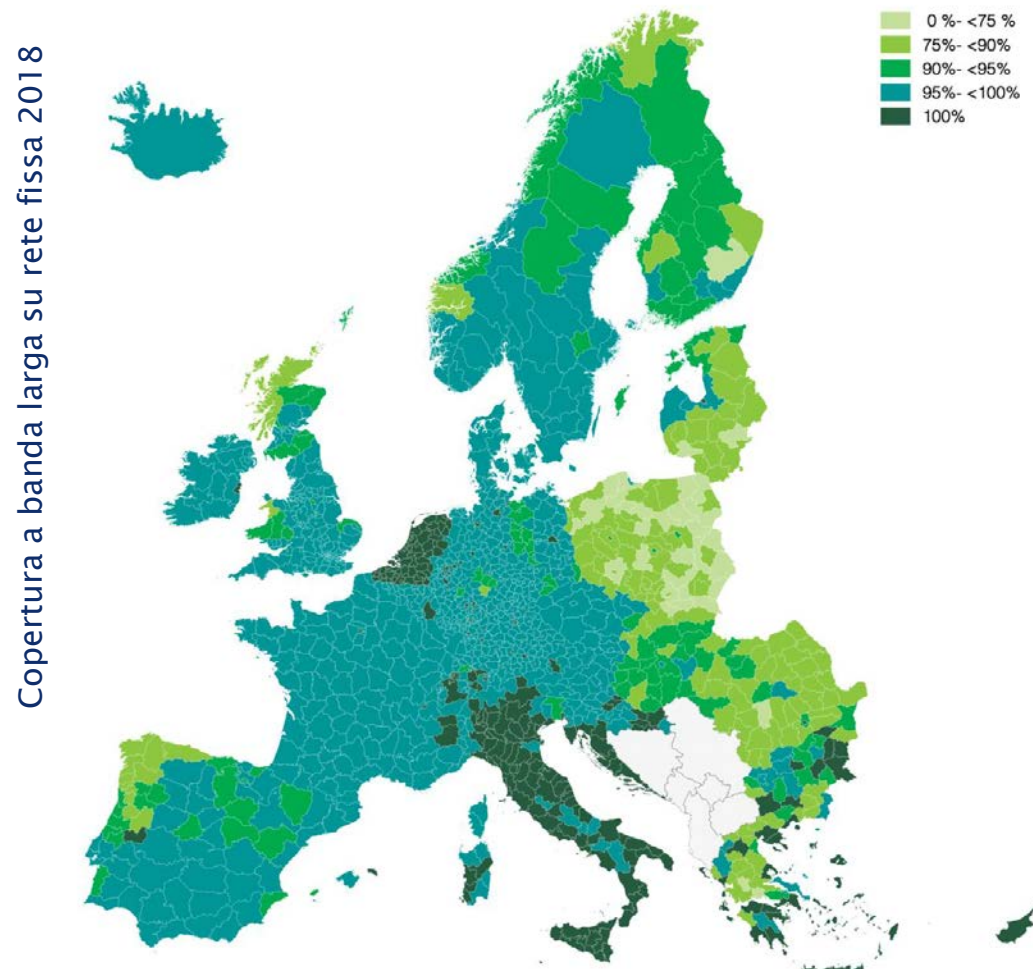 Copertura a banda larga su rete fissa 2018
0 %- <75 %
75%- <90%
90%- <95%
95%- <100%
100%